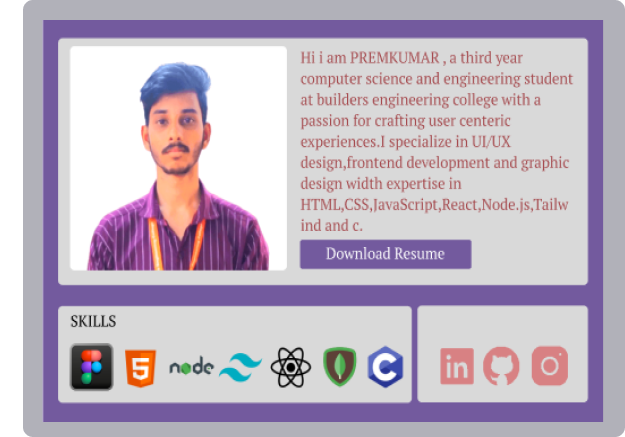 Hi i am PREMKUMAR , a third year
computer science and engineering student
at builders engineering college with a
passion for crafting user centeric
experiences.I specialize in UI/UX
design,frontend development and graphic
design width expertise in
HTML,CSS,JavaScript,React,Node.js,Tailw
ind and c.
Download Resume
SKILLS
5 node C
in